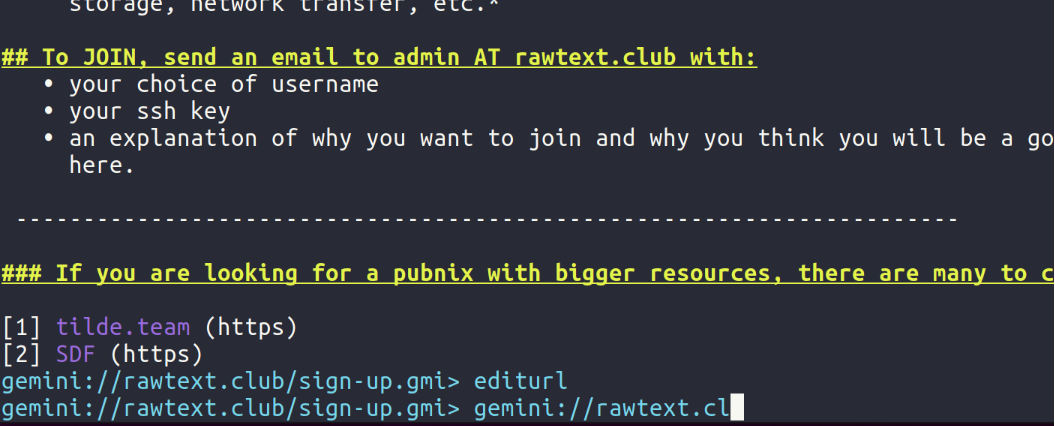 storage, network transfer, etc.*
## To JOIN, send an email to admin AT rawtext.club with:
• your choice of username
• your ssh key
• an explanation of why you want to join and why you think you will be a go
here.
----------------------------------------------------------------------
### If you are looking for a pubnix with bigger resources, there are many to c
[1] tilde.team (https)
[2] SDF (https)
gemini://rawtext.club/sign-up.gmi> editurl
gemini://rawtext.club/sign-up.gmi> gemini://rawtext.cl